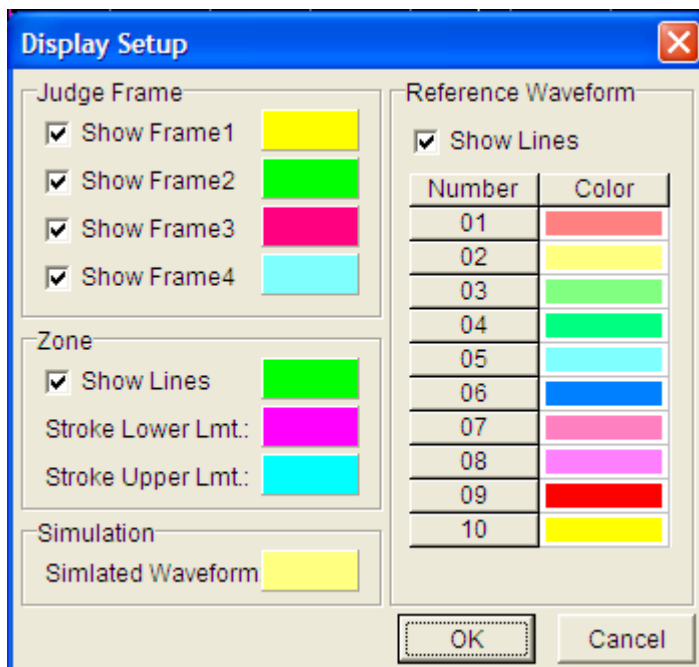 Display Setup
Judge Frame
Show Frame1
Show Frame2
Show Frame3
Show Frame4
Zone
Show Lines
Stroke Lower Lmt.:
Stroke Upper Lmt.:
Simulation
Simlated Waveform
Reference Waveform
Show Lines
Number Color
01
02
03
04
05
06
07
08
09
10
OK Cancel